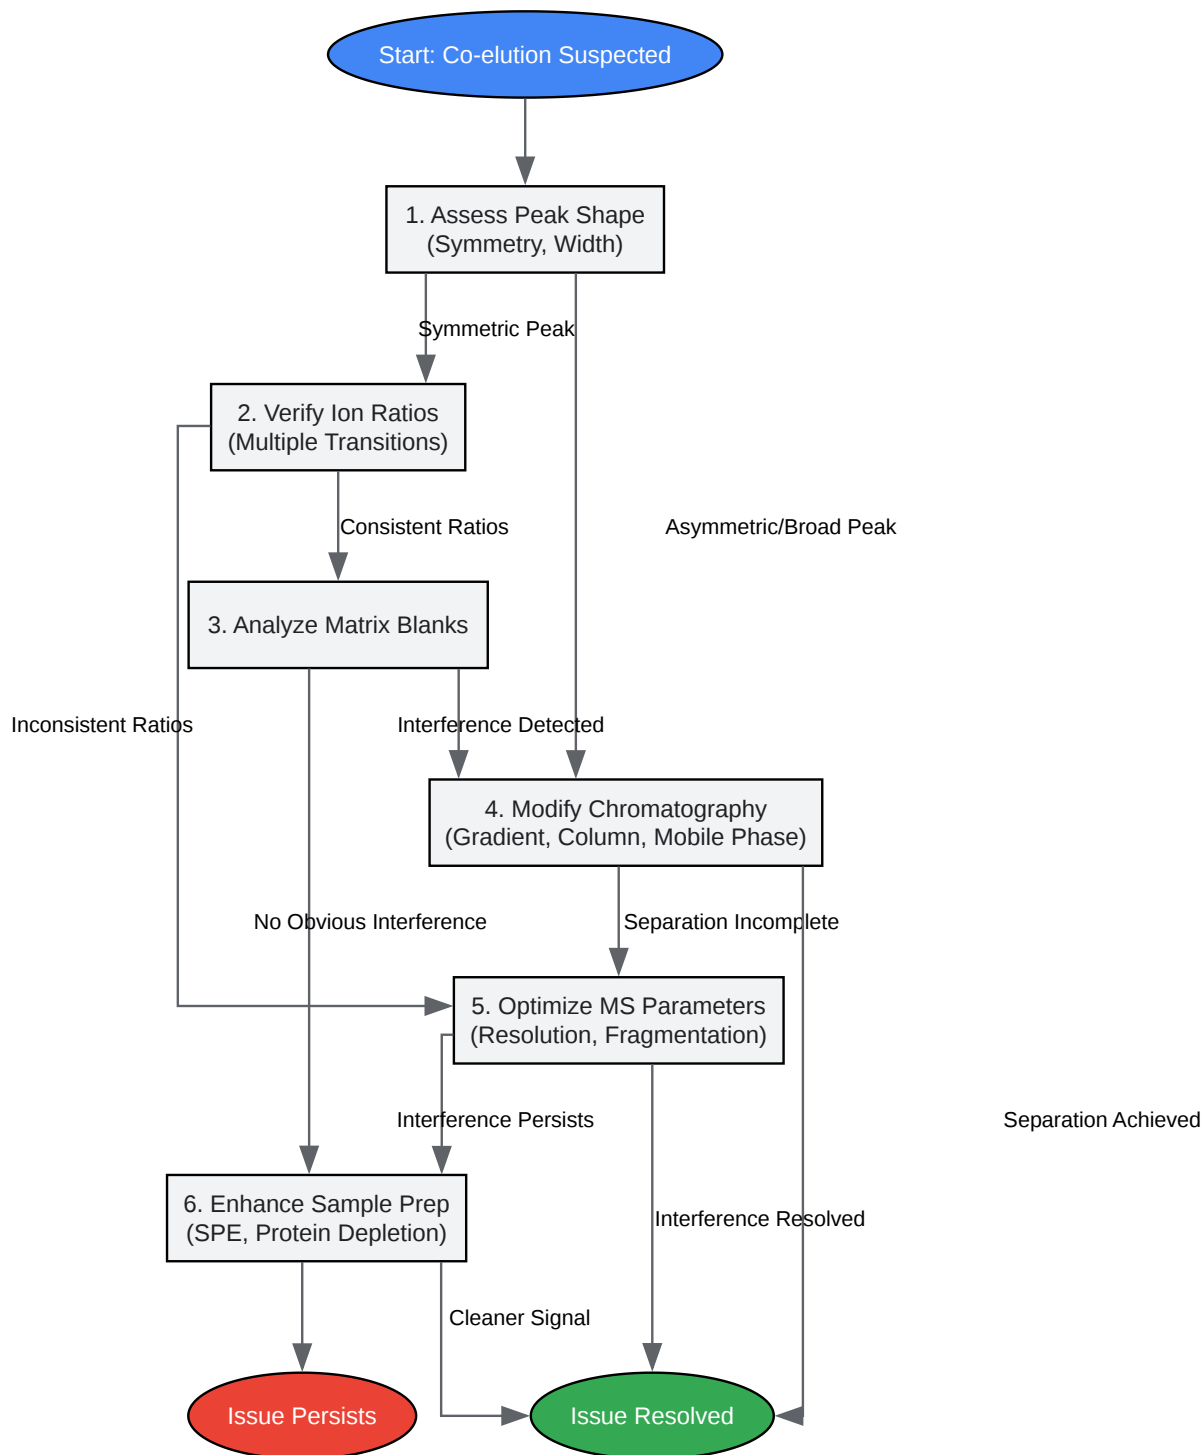 Start: Co-elution Suspected
1. Assess Peak Shape
(Symmetry, Width)
Symmetric Peak
2. Verify Ion Ratios
(Multiple Transitions)
Consistent Ratios
Asymmetric/Broad Peak
3. Analyze Matrix Blanks
Inconsistent Ratios
Interference Detected
4. Modify Chromatography
(Gradient, Column, Mobile Phase)
No Obvious Interference
Separation Incomplete
5. Optimize MS Parameters
(Resolution, Fragmentation)
Interference Persists
Separation Achieved
6. Enhance Sample Prep
(SPE, Protein Depletion)
Interference Resolved
Cleaner Signal
Issue Persists
Issue Resolved